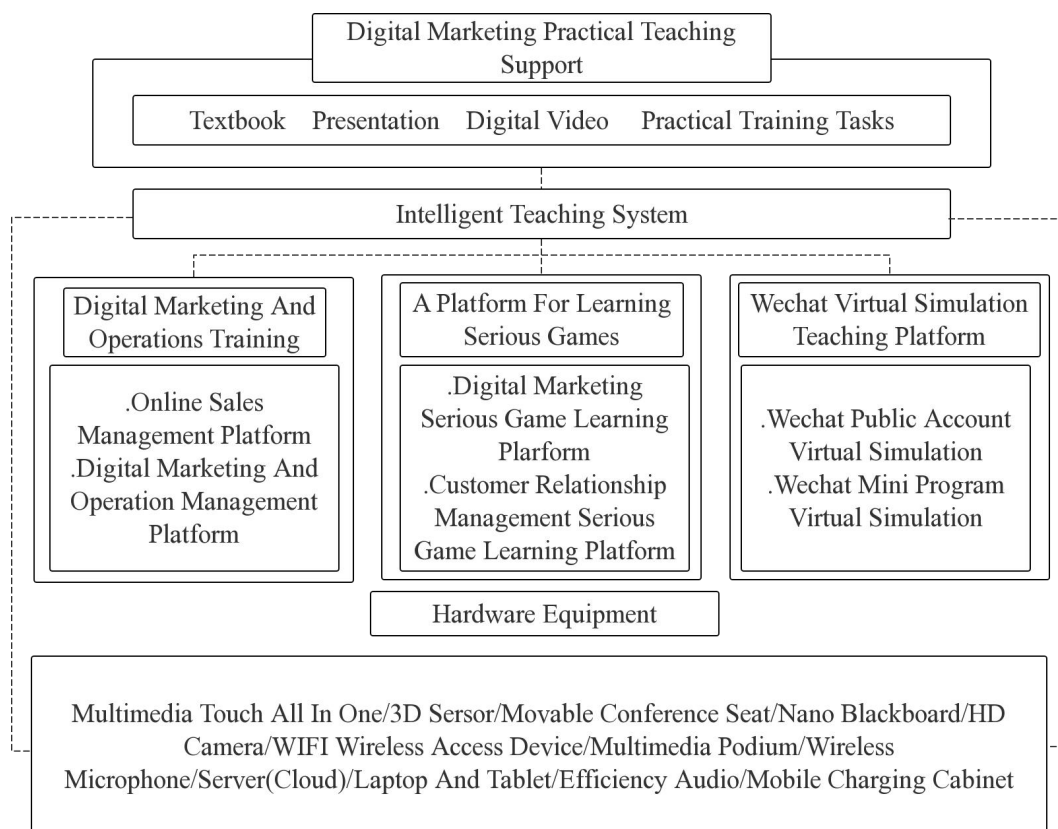 Digital Marketing Practical Teaching
Support
Textbook Presentation Digital Video Practical Training Tasks
Intelligent Teaching System
Digital Marketing And
Operations Training
.Online Sales
Management Platform
.Digital Marketing And
Operation Management
Platform
A Platform For Learning
Serious Games
.Digital Marketing
Serious Game Learning
Plarform
.Customer Relationship
Management Serious
Game Learning Platform
Wechat Virtual Simulation
Teaching Platform
.Wechat Public Account
Virtual Simulation
.Wechat Mini Program
Virtual Simulation
Hardware Equipment
Multimedia Touch All In One/3D Sersor/Movable Conference Seat/Nano Blackboard/HD
Camera/WIFI Wireless Access Device/Multimedia Podium/Wireless
Microphone/Server(Cloud)/Laptop And Tablet/Efficiency Audio/Mobile Charging Cabinet